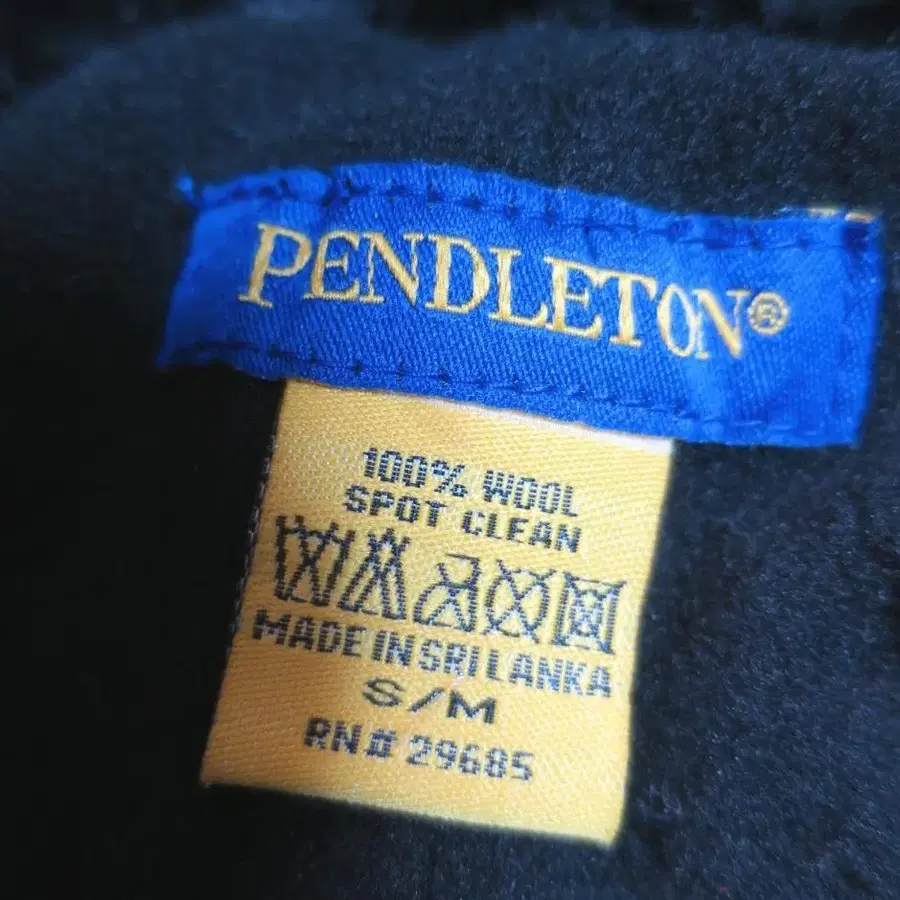 PENDLETON®
100% WOOL
SPOT CLEAN
MADE IN SRI LANKA
S/M
RN# 29685